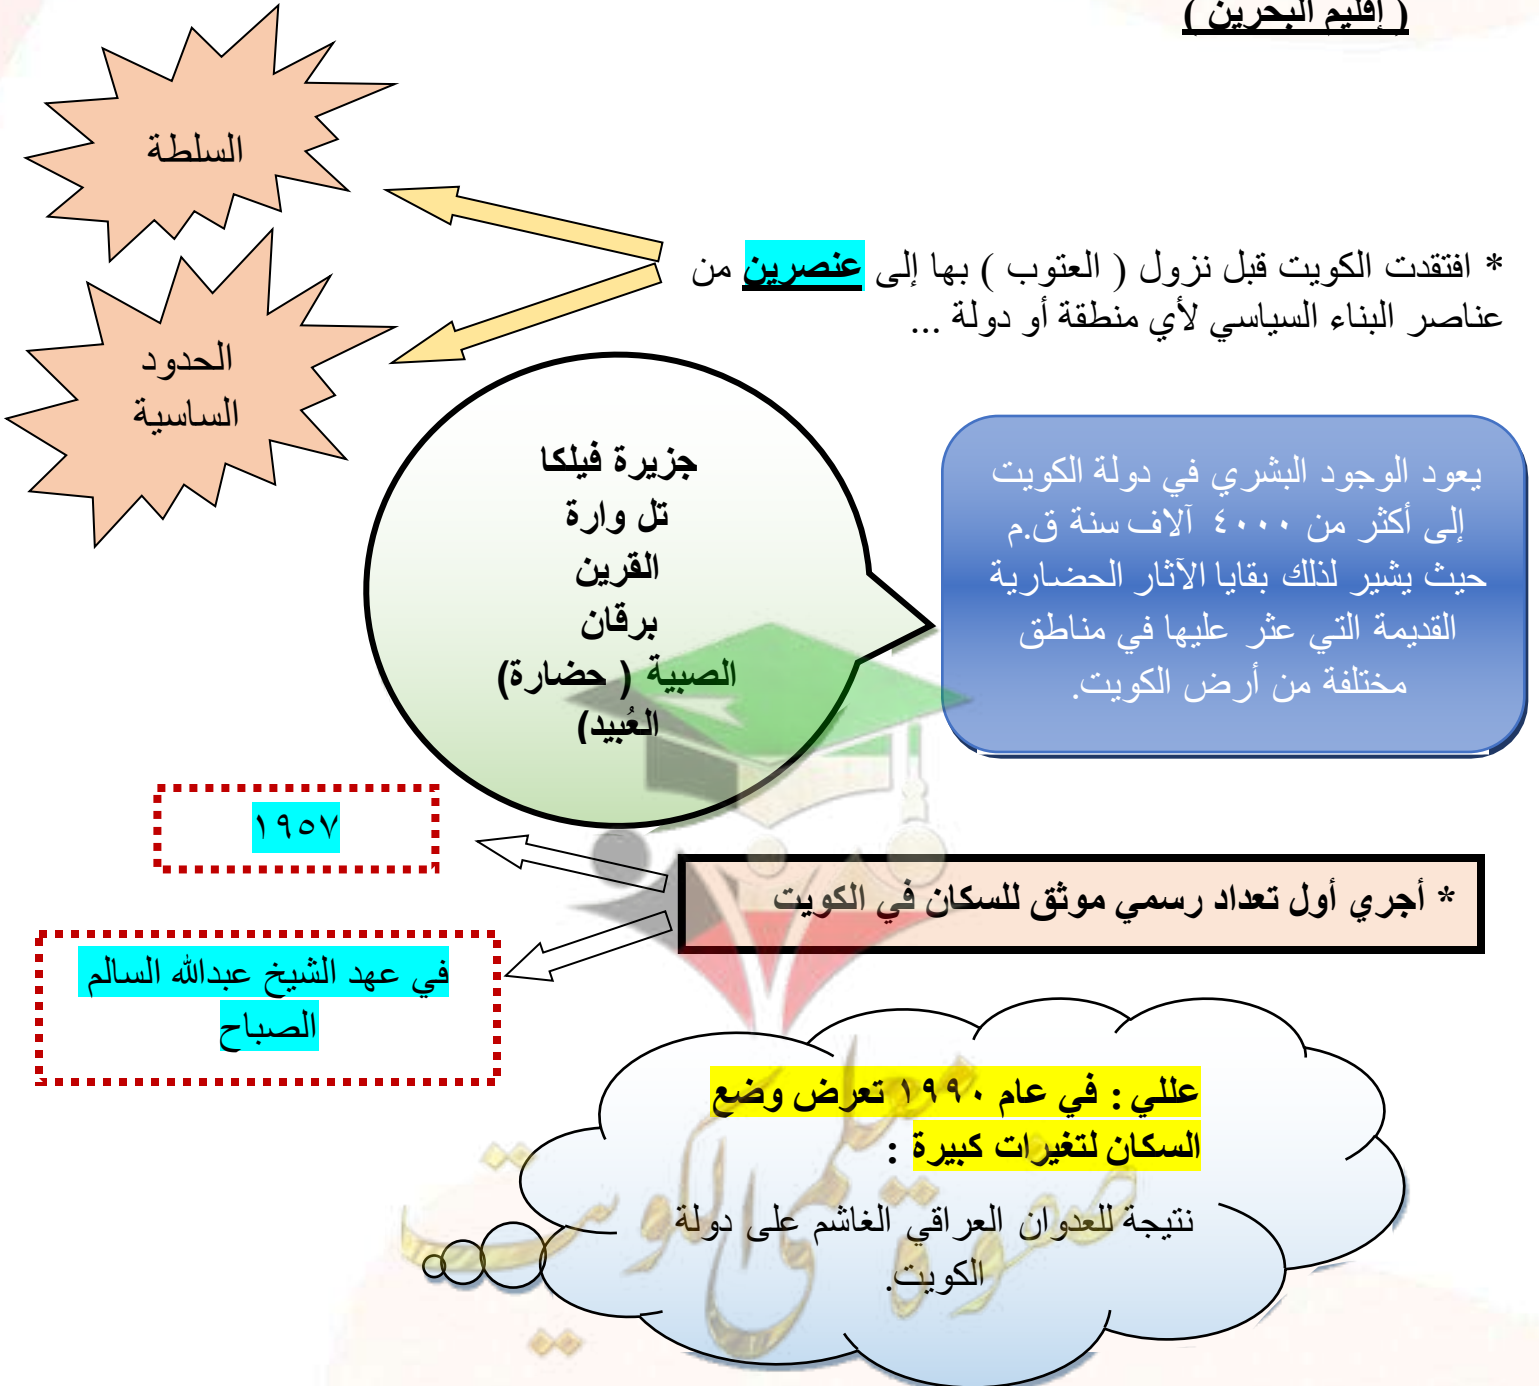 ( إقليم البحرين )
* افتقدت الكويت قبل نزول ( العتوب ) بها إلى عنصرين من
عناصر البناء السياسي لأي منطقة أو دولة ...
السلطة
الحدود
الساسية
يعود الوجود البشري في دولة الكويت
إلى أكثر من ٤٠٠٠ آلاف سنة ق.م
حيث يشير لذلك بقايا الآثار الحضارية
القديمة التي عثر عليها في مناطق
مختلفة من أرض الكويت.
جزيرة فيلكا
تل وارة
القرين
برقان
الصبية ( حضارة)
العُبيد)
* أجري أول تعداد رسمي موثق للسكان في الكويت
١٩٥٧
في عهد الشيخ عبدالله السالم
الصباح
عللي : في عام ١٩٩٠ تعرض وضع
السكان لتغيرات كبيرة :
نتيجة للعدوان العراقي الغاشم على دولة
الكويت.
صفوة معلمي الكويت